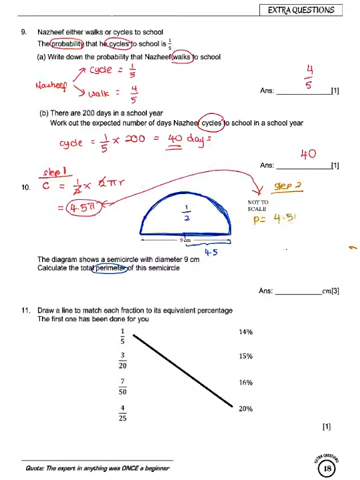 EXTRA QUESTIONS
9. Nazheef either walks or cycles to school
The probability that he cycles to school is 1/5
(a) Write down the probability that Nazheef walks to school
Nazheef
cycle = 1/5
walk = 4/5
4/5
Ans: [1]
(b) There are 200 days in a school year
Work out the expected number of days Nazheef cycles to school in a school year
cycle = 1/5 × 200 = 40 days
40
Ans: [1]
10.
step 1
C = 1/2 × 2πr
= 4.5π
1/2
9 cm
4.5
step 2
NOT TO
SCALE
P = 4.5
The diagram shows a semicircle with diameter 9 cm
Calculate the total perimeter of this semicircle
Ans: cm[3]
11. Draw a line to match each fraction to its equivalent percentage
The first one has been done for you
1/5 14%
3/20 15%
7/50 16%
4/25 20%
[1]
Quote: The expert in anything was ONCE a beginner
EXTRA QUESTIONS
48